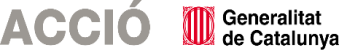 ACCIÓ
Generalitat
de Catalunya